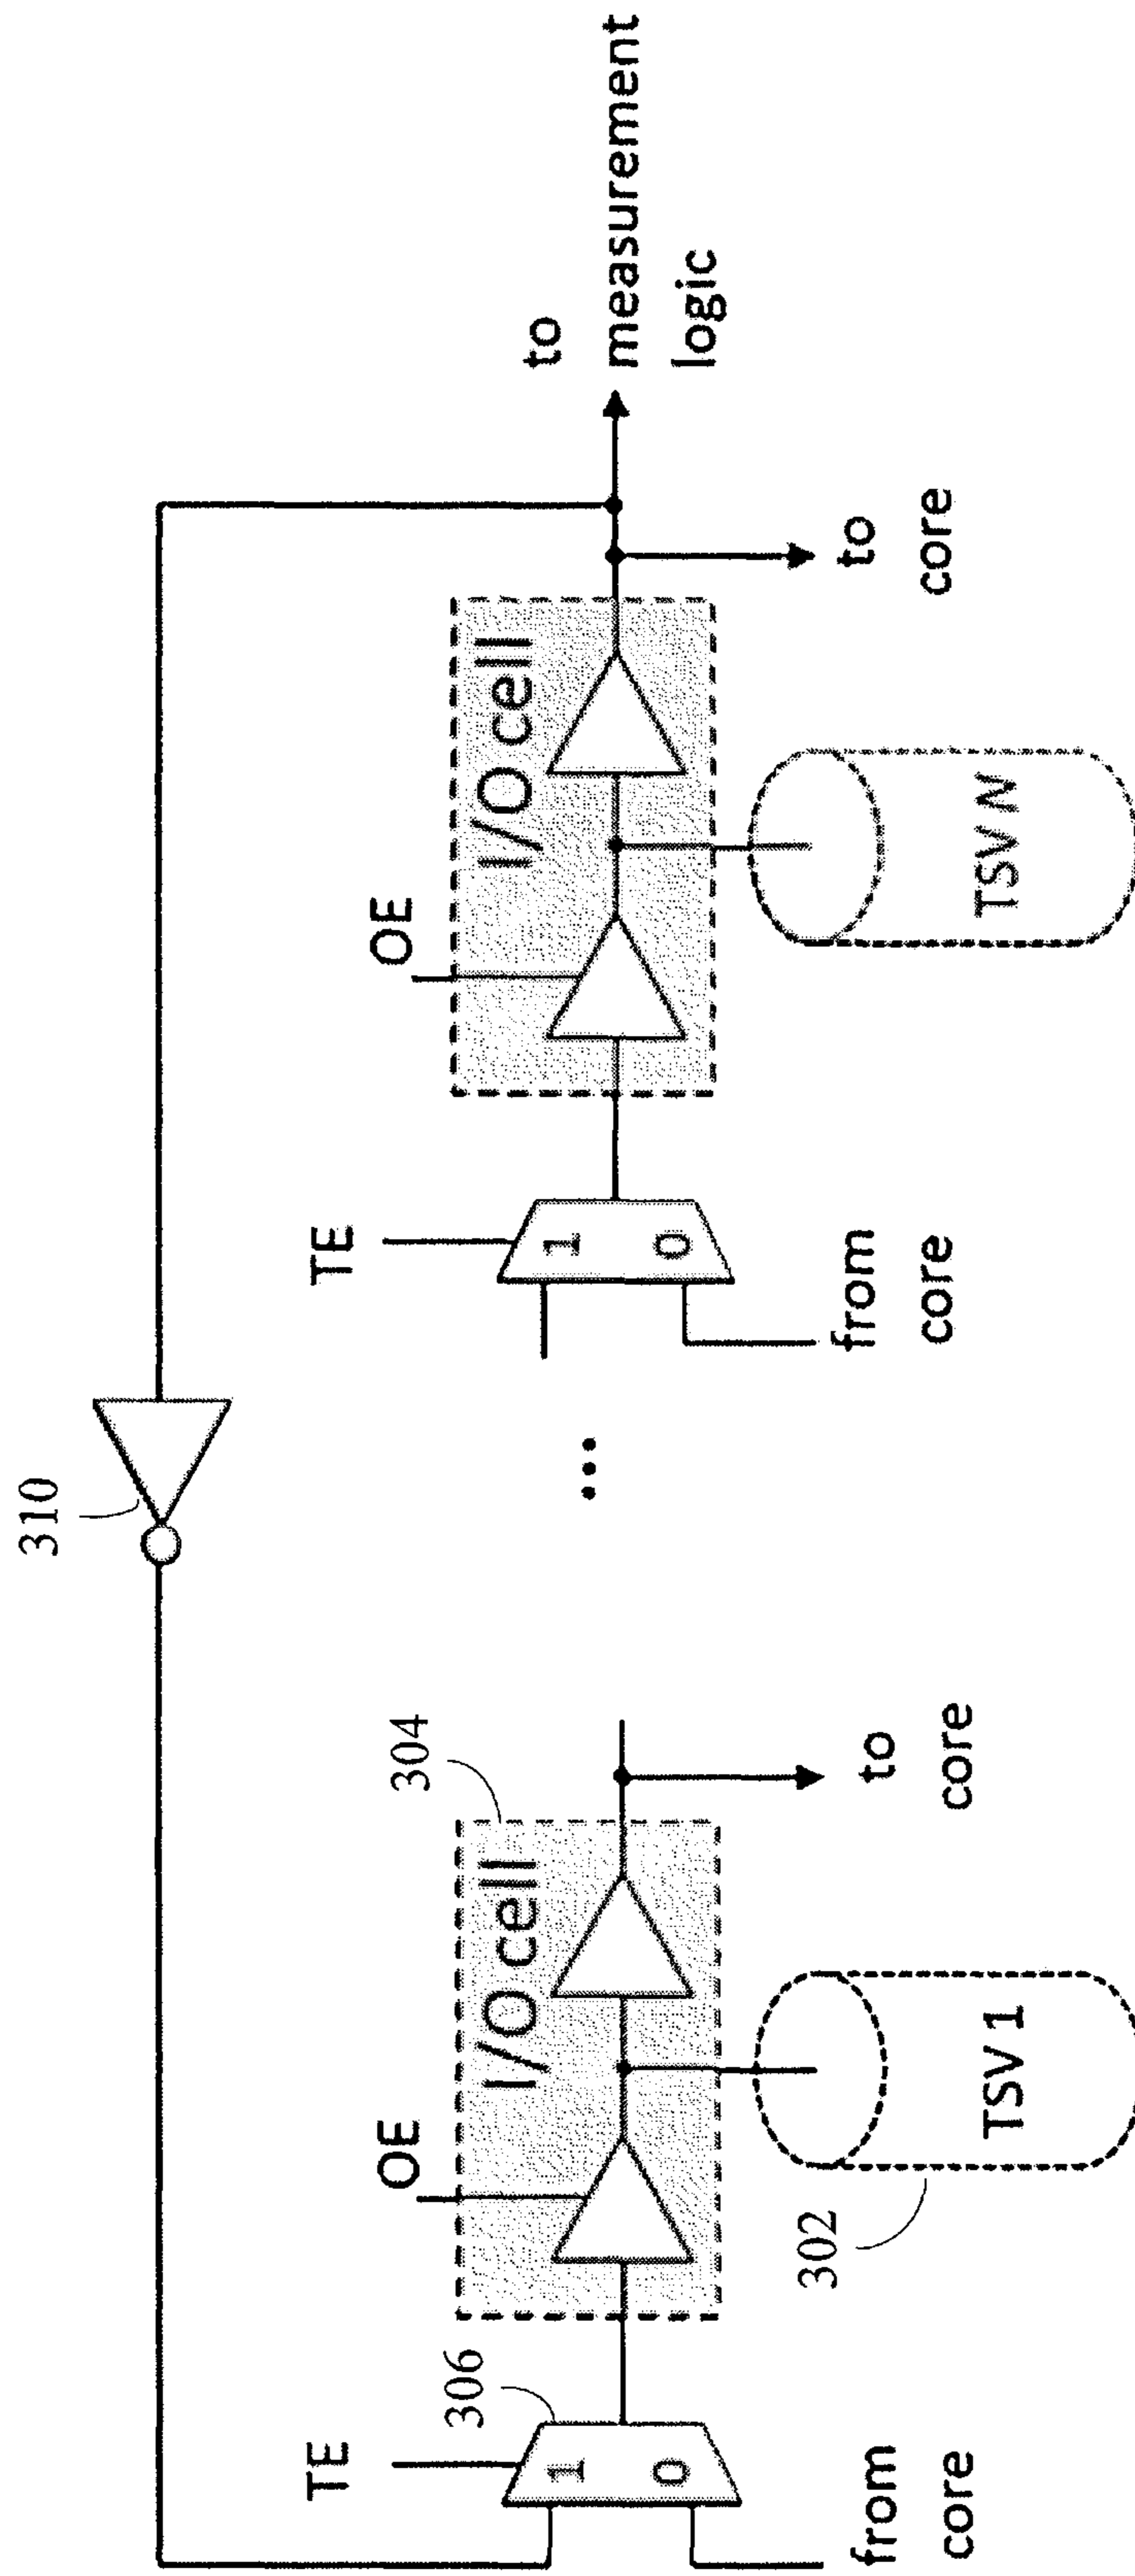 310
TE
306
1
0
from
core
OE
304
I/O cell
302
TSV 1
to
core
...
TE
1
0
from
core
OE
I/O cell
TSV N
to
core
to
measurement
logic